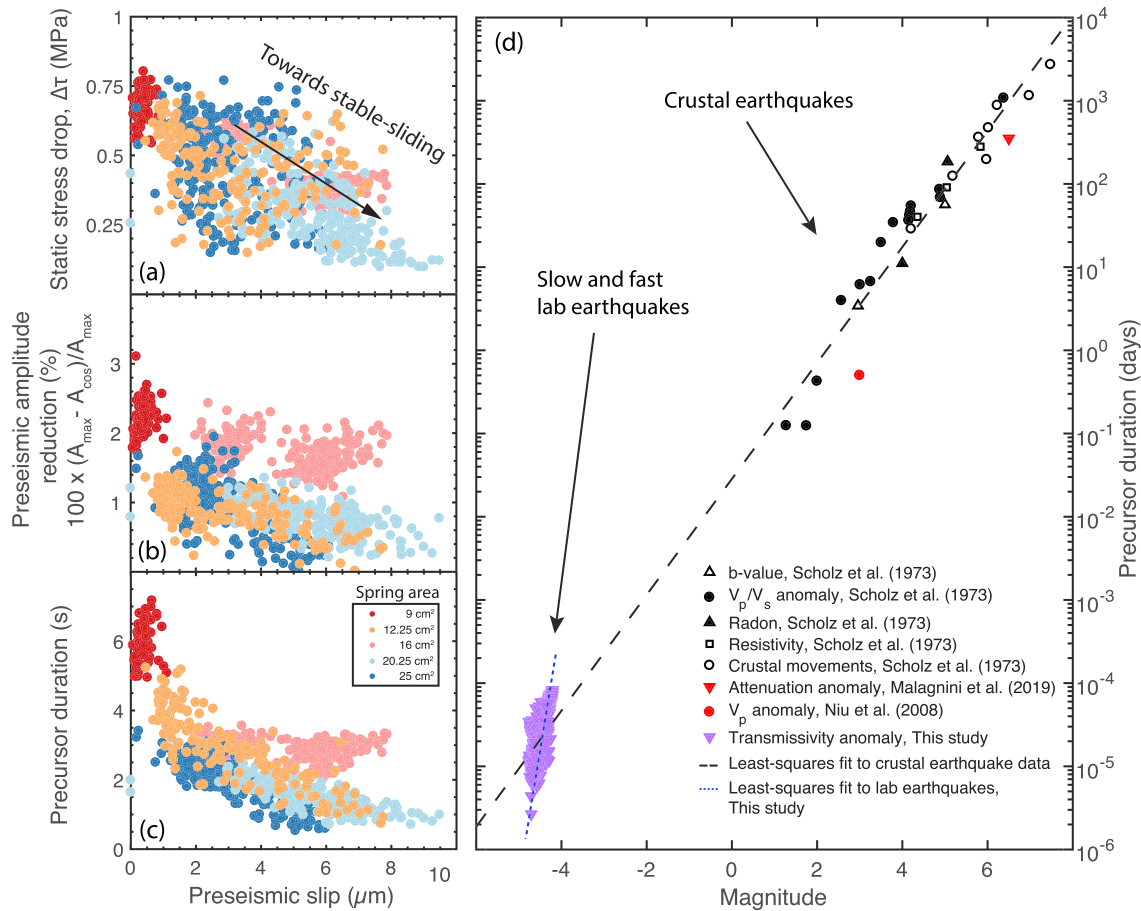 Static stress drop, Δτ (MPa)
1
0.75
0.5
0.25
Towards stable-sliding
(a)
Preseismic amplitude
reduction (%)
100 x (Amax - Acos)/Amax
3
2
1
(b)
Precursor duration (s)
6
4
2
0
Spring area
9 cm²
12.25 cm²
16 cm²
20.25 cm²
25 cm²
(c)
0 2 4 6 8 10
Preseismic slip (μm)
(d)
Crustal earthquakes
Slow and fast
lab earthquakes
b-value, Scholz et al. (1973)
Vp/Vs anomaly, Scholz et al. (1973)
Radon, Scholz et al. (1973)
Resistivity, Scholz et al. (1973)
Crustal movements, Scholz et al. (1973)
Attenuation anomaly, Malagnini et al. (2019)
Vp anomaly, Niu et al. (2008)
Transmissivity anomaly, This study
Least-squares fit to crustal earthquake data
Least-squares fit to lab earthquakes,
This study
-4 -2 0 2 4 6
Magnitude
10⁴
10³
10²
10¹
10⁰
10⁻¹
10⁻²
10⁻³
10⁻⁴
10⁻⁵
10⁻⁶
Precursor duration (days)